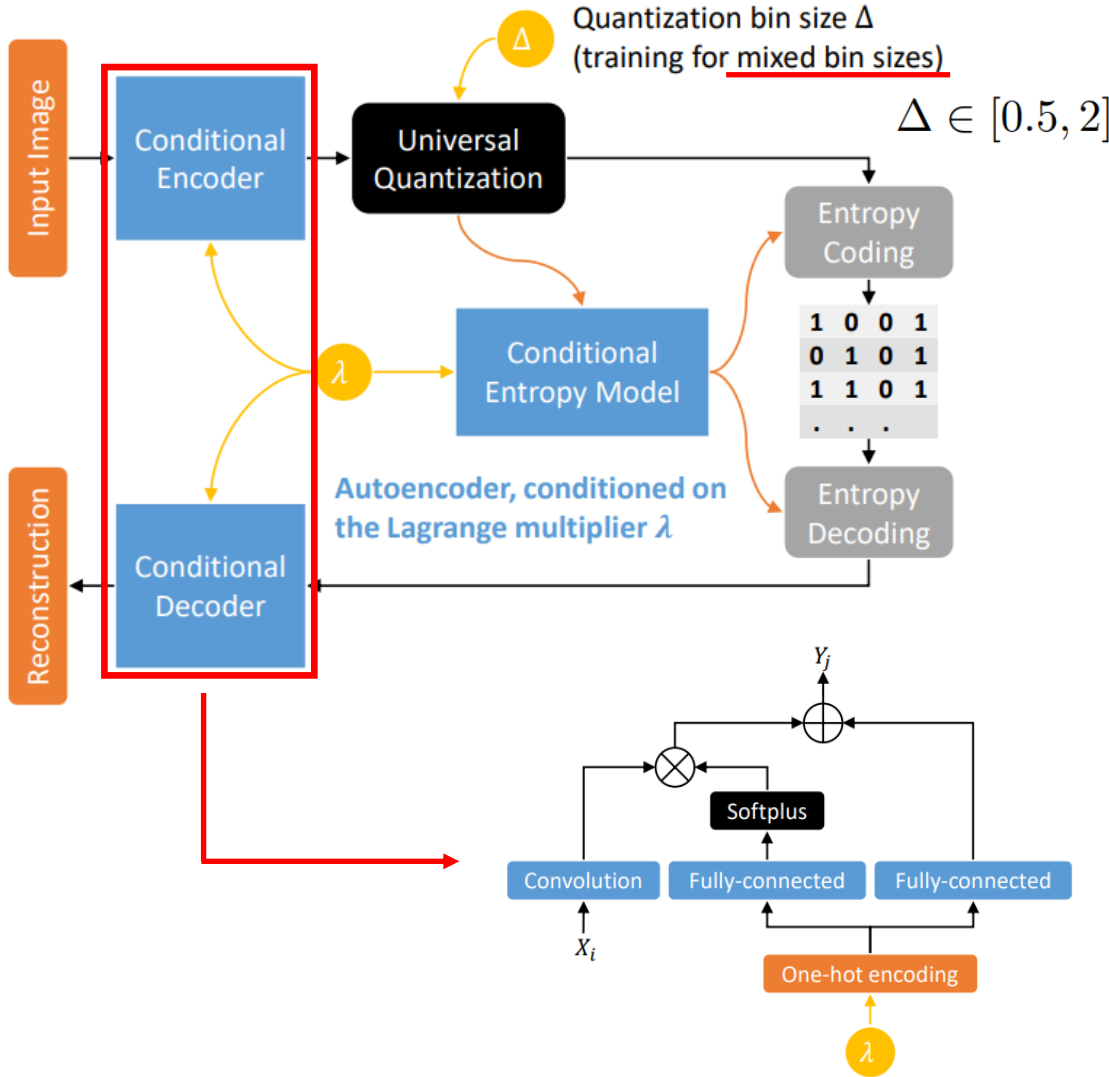 Δ
Quantization bin size Δ
(training for mixed bin sizes)
Δ ∈ [0.5, 2]
Input Image
Conditional
Encoder
Universal
Quantization
Entropy
Coding
1 0 0 1
0 1 0 1
1 1 0 1
. . .
λ
Conditional
Entropy Model
Autoencoder, conditioned on
the Lagrange multiplier λ
Entropy
Decoding
Reconstruction
Conditional
Decoder
Y_j
Softplus
Convolution
Fully-connected
Fully-connected
X_i
One-hot encoding
λ